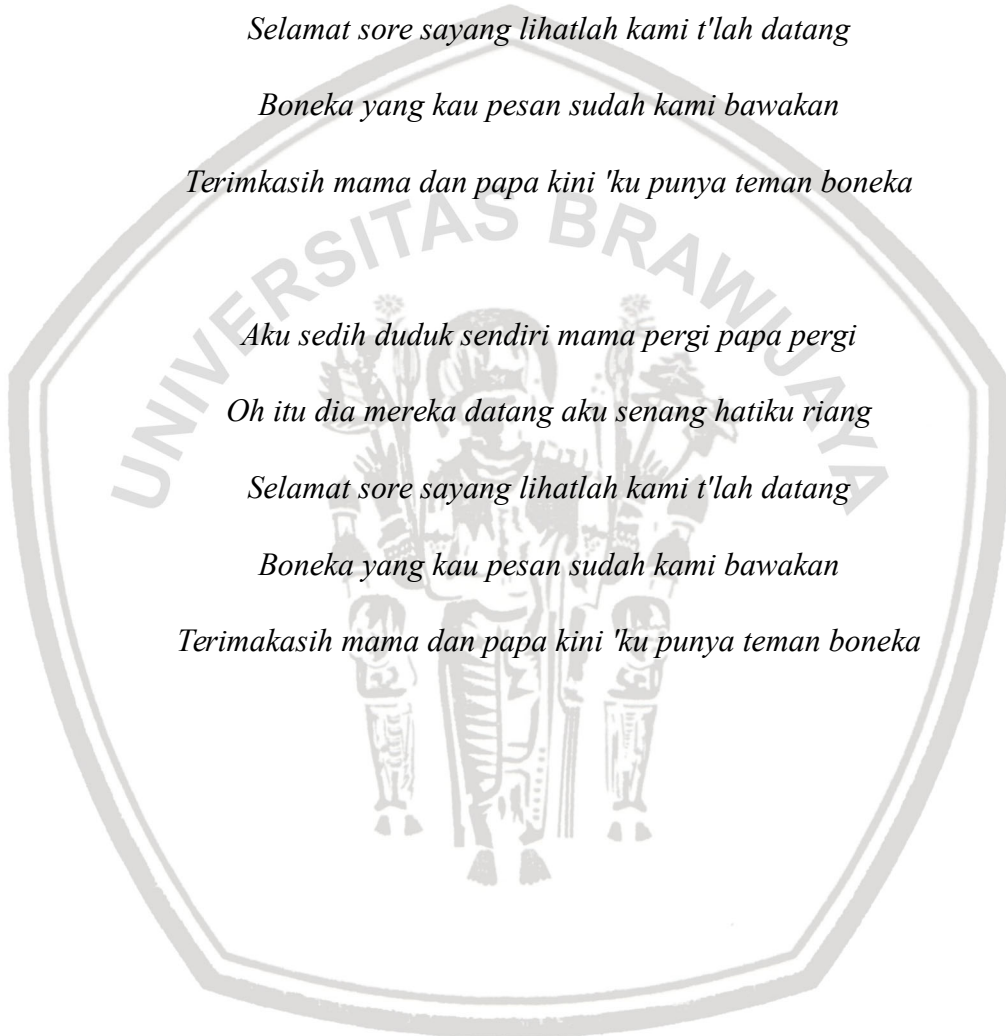 Selamat sore sayang lihatlah kami t'lah datang
Boneka yang kau pesan sudah kami bawakan
Terimkasih mama dan papa kini 'ku punya teman boneka
UNIVERSITAS BRAWIJAYA
Aku sedih duduk sendiri mama pergi papa pergi
Oh itu dia mereka datang aku senang hatiku riang
Selamat sore sayang lihatlah kami t'lah datang
Boneka yang kau pesan sudah kami bawakan
Terimakasih mama dan papa kini 'ku punya teman boneka